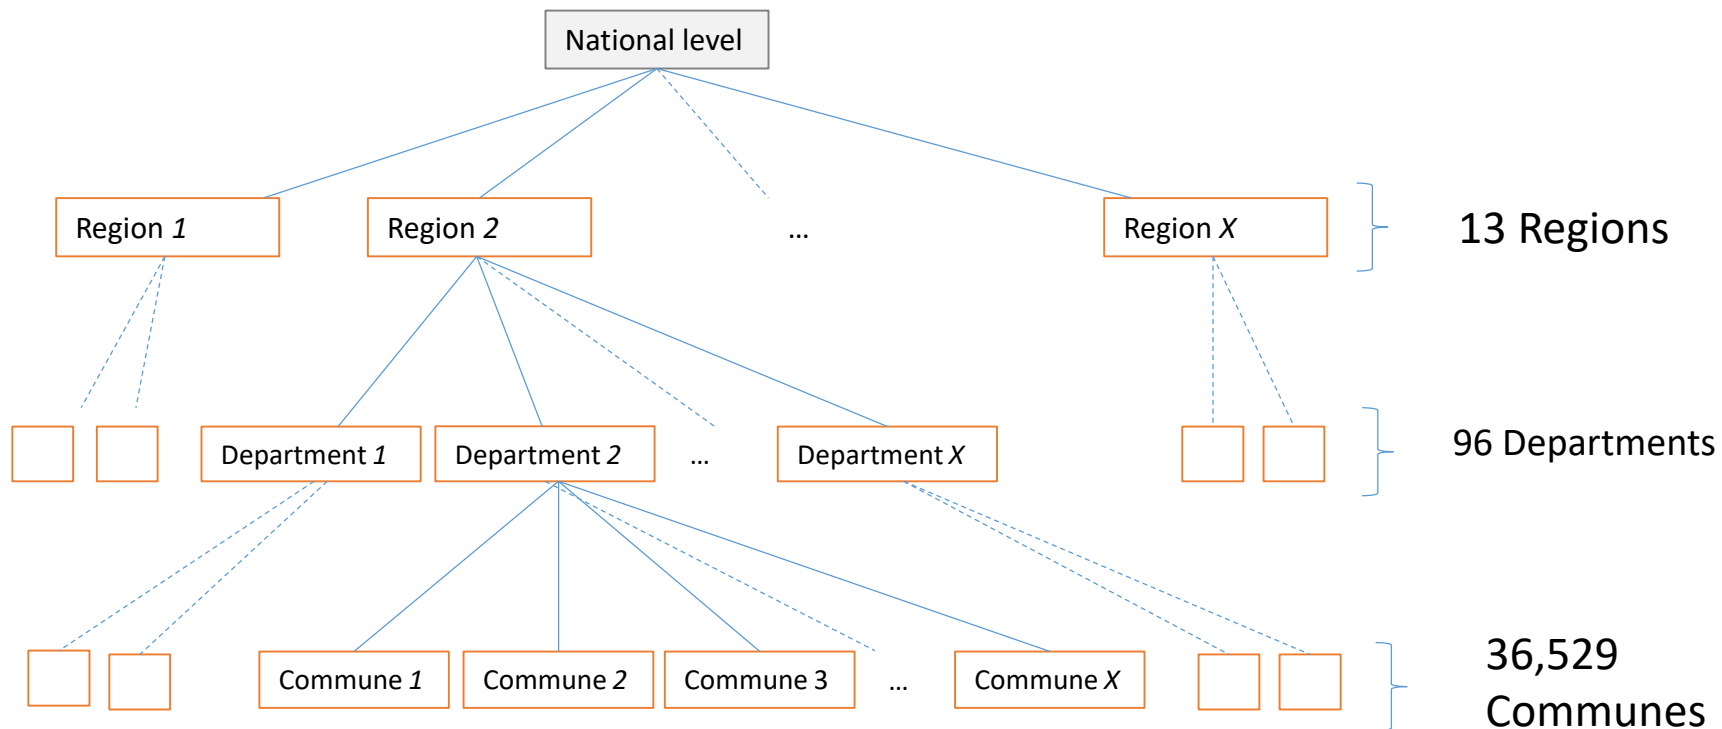 National level
Region 1
Region 2
...
Region X
13 Regions
Department 1
Department 2
...
Department X
96 Departments
Commune 1
Commune 2
Commune 3
...
Commune X
36,529
Communes